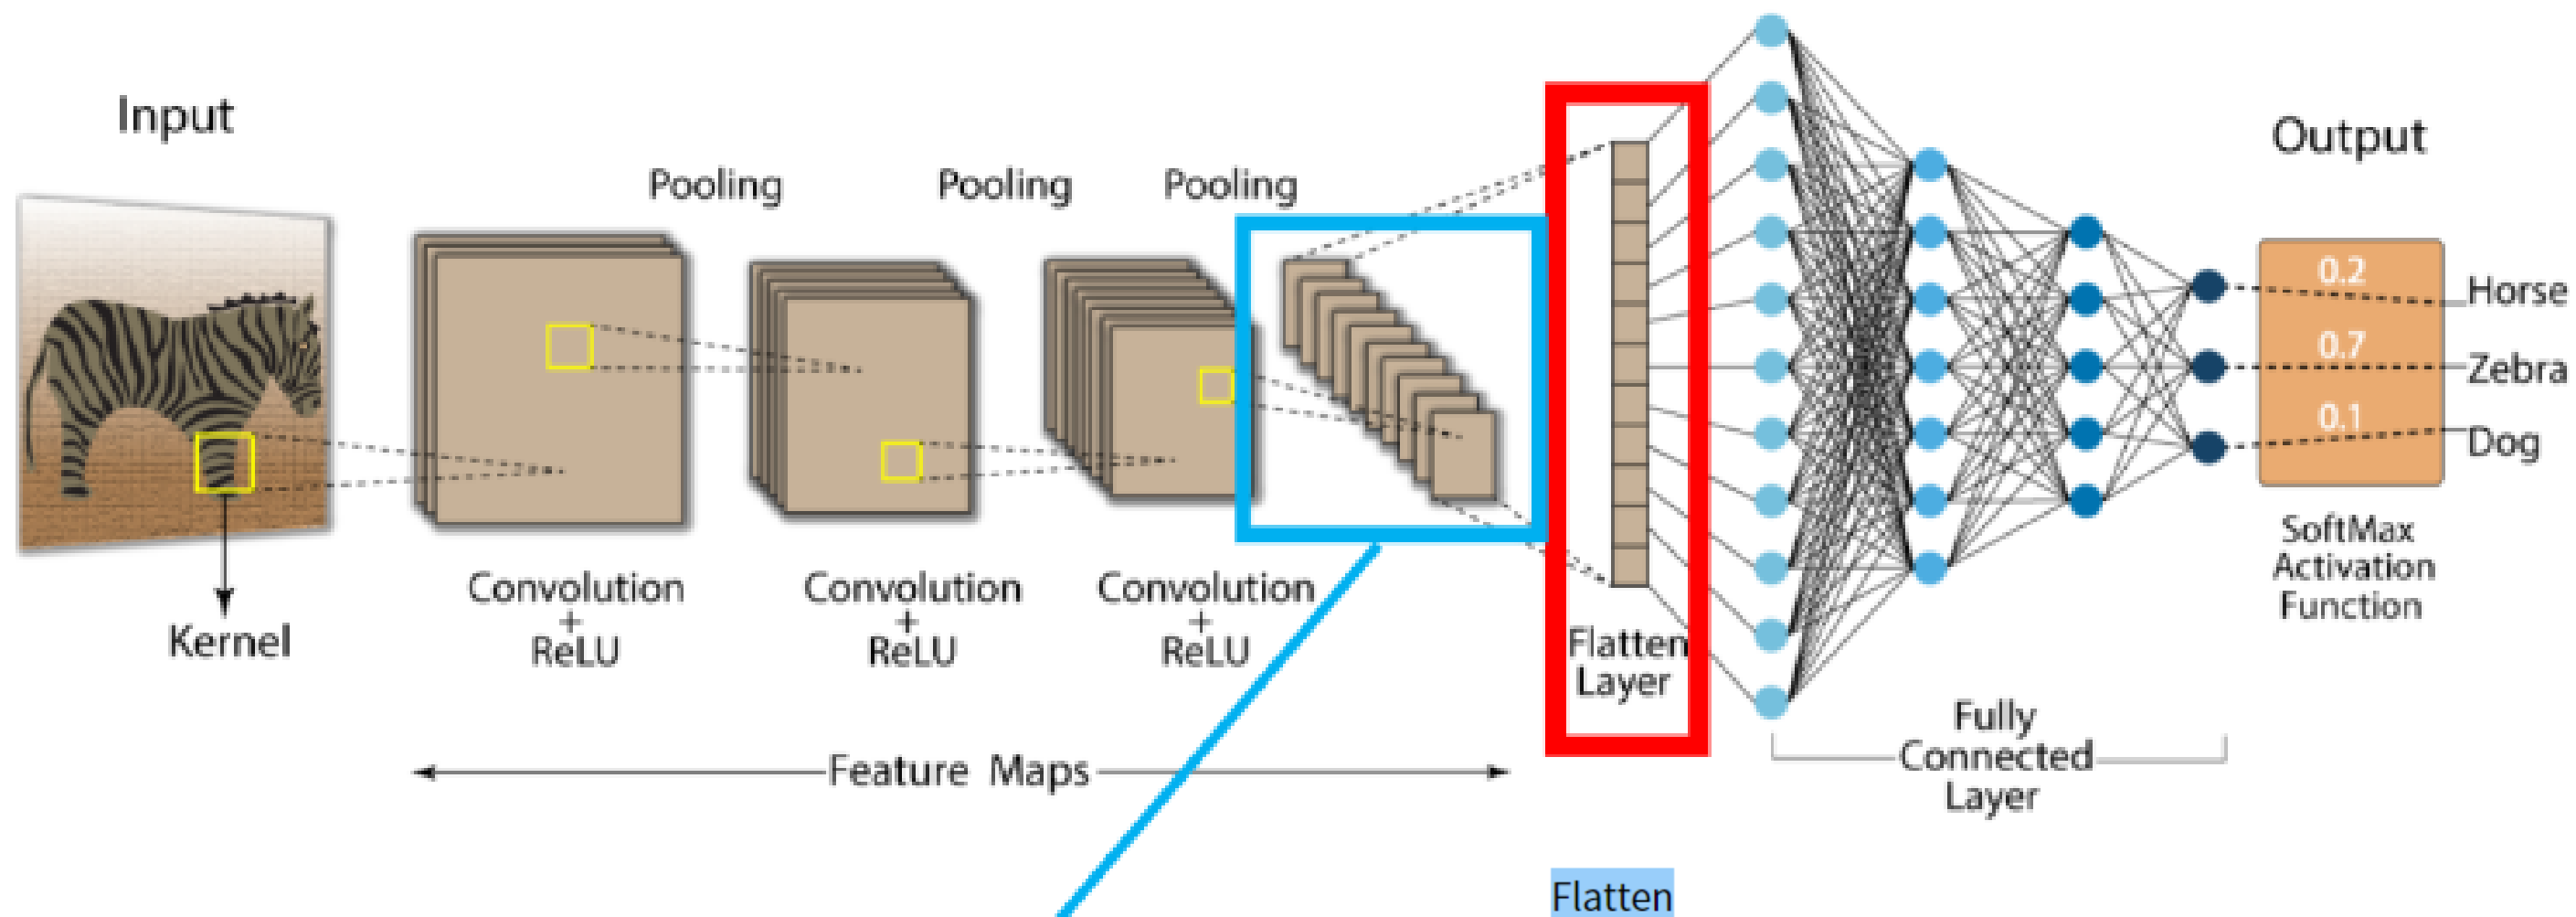 Input
Pooling
Pooling
Pooling
Output
0.2
Horse
0.7
Zebra
0.1
Dog
Kernel
Convolution
+
ReLU
Convolution
+
ReLU
Convolution
+
ReLU
Flatten
Layer
SoftMax
Activation
Function
Feature Maps
Fully
Connected
Layer
Flatten